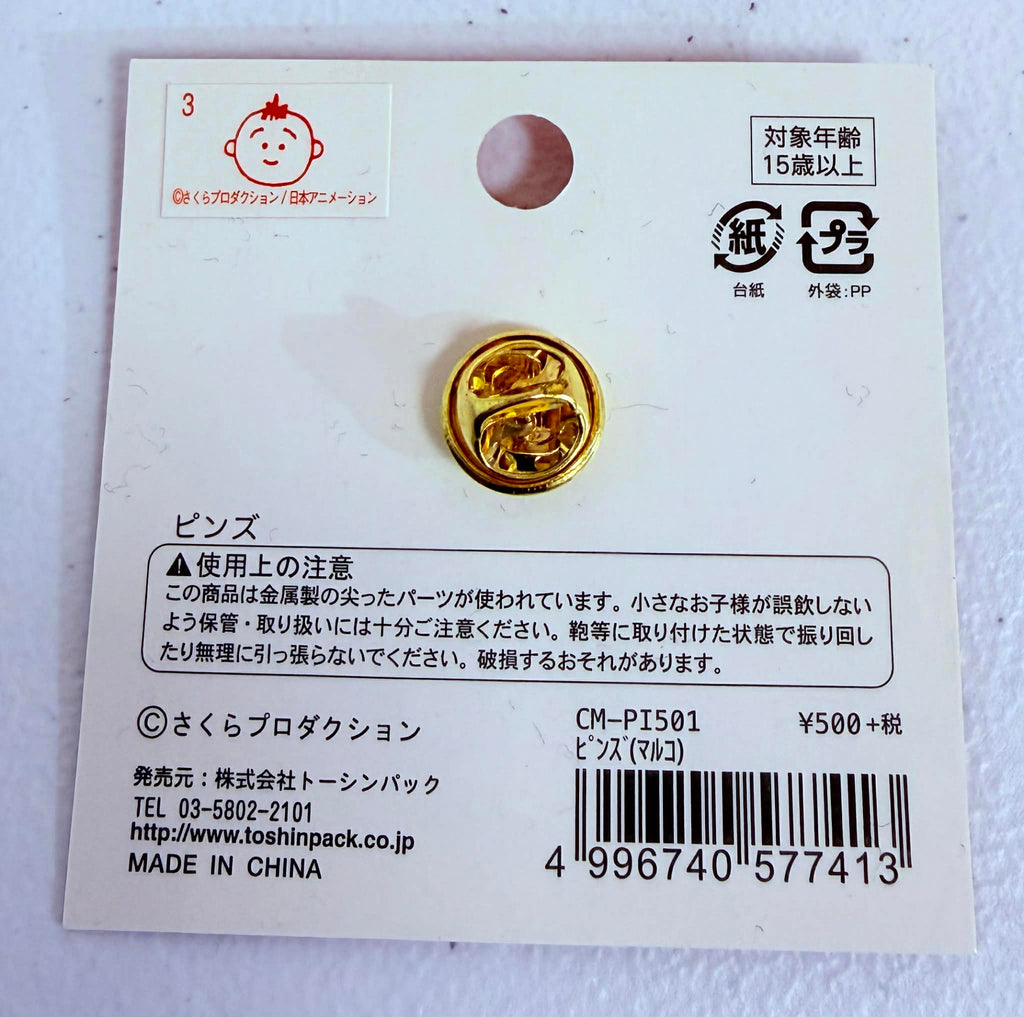 3
©さくらプロダクション / 日本アニメーション
対象年齢
15歳以上
紙
プラ
台紙
外袋:PP
ピンズ
使用上の注意
この商品は金属製の尖ったパーツが使われています。小さなお子様が誤飲しない
よう保管・取り扱いには十分ご注意ください。鞄等に取り付けた状態で振り回し
たり無理に引っ張らないでください。破損するおそれがあります。
©さくらプロダクション
発売元:株式会社トーシンパック
TEL 03-5802-2101
http://www.toshinpack.co.jp
MADE IN CHINA
CM-PI501 ¥500+税
ピンズ(マルコ)
4 996740 577413